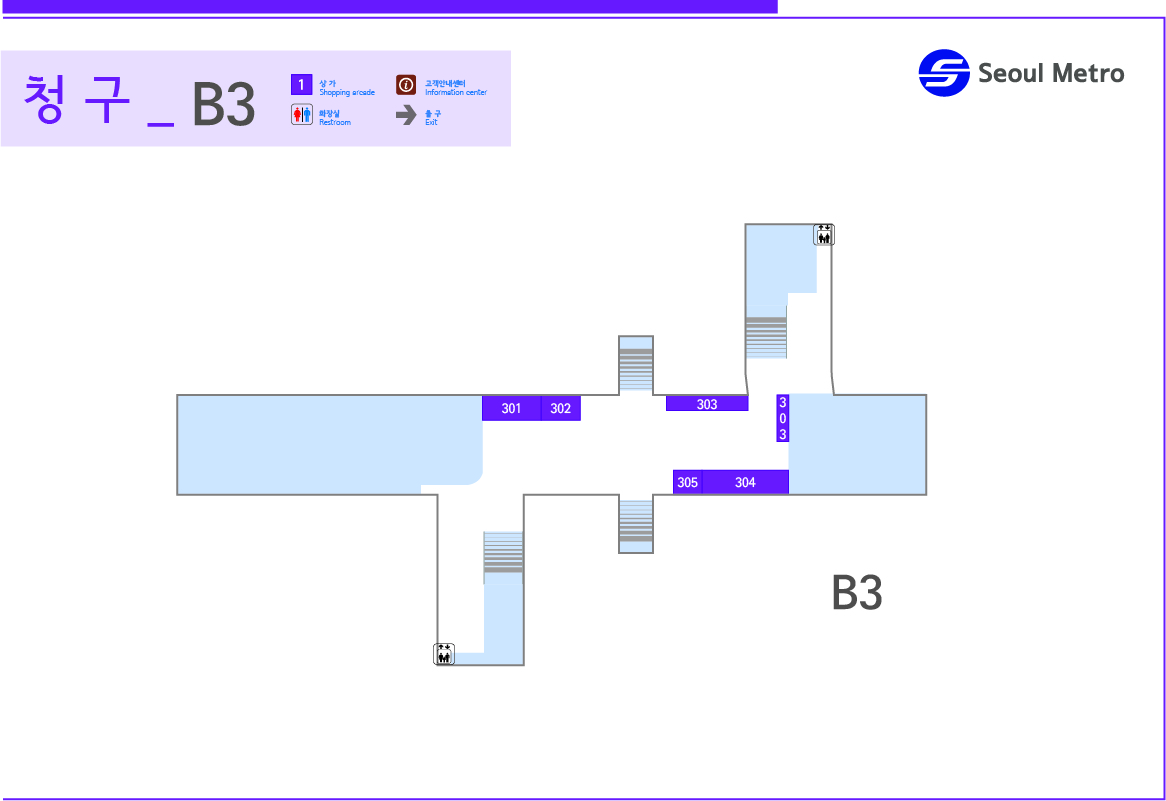 청 구 _ B3
1
상 가
Shopping arcade
고객안내센터
Information center
화장실
Restroom
출 구
Exit
Seoul Metro
301
302
303
303
305
304
B3